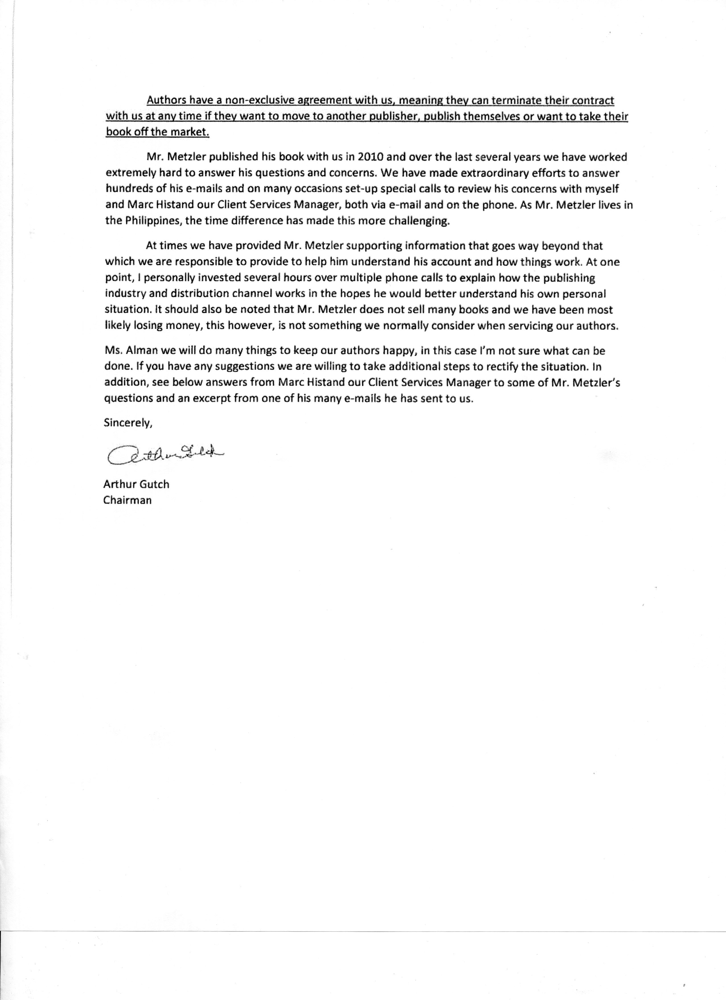 Authors have a non-exclusive agreement with us, meaning they can terminate their contract
with us at any time if they want to move to another publisher, publish themselves or want to take their
book off the market.
Mr. Metzler published his book with us in 2010 and over the last several years we have worked
extremely hard to answer his questions and concerns. We have made extraordinary efforts to answer
hundreds of his e-mails and on many occasions set-up special calls to review his concerns with myself
and Marc Histand our Client Services Manager, both via e-mail and on the phone. As Mr. Metzler lives in
the Philippines, the time difference has made this more challenging.
At times we have provided Mr. Metzler supporting information that goes way beyond that
which we are responsible to provide to help him understand his account and how things work. At one
point, I personally invested several hours over multiple phone calls to explain how the publishing
industry and distribution channel works in the hopes he would better understand his own personal
situation. It should also be noted that Mr. Metzler does not sell many books and we have been most
likely losing money, this however, is not something we normally consider when servicing our authors.
Ms. Alman we will do many things to keep our authors happy, in this case I'm not sure what can be
done. If you have any suggestions we are willing to take additional steps to rectify the situation. In
addition, see below answers from Marc Histand our Client Services Manager to some of Mr. Metzler's
questions and an excerpt from one of his many e-mails he has sent to us.
Sincerely,
Arthur Gutch
Arthur Gutch
Chairman